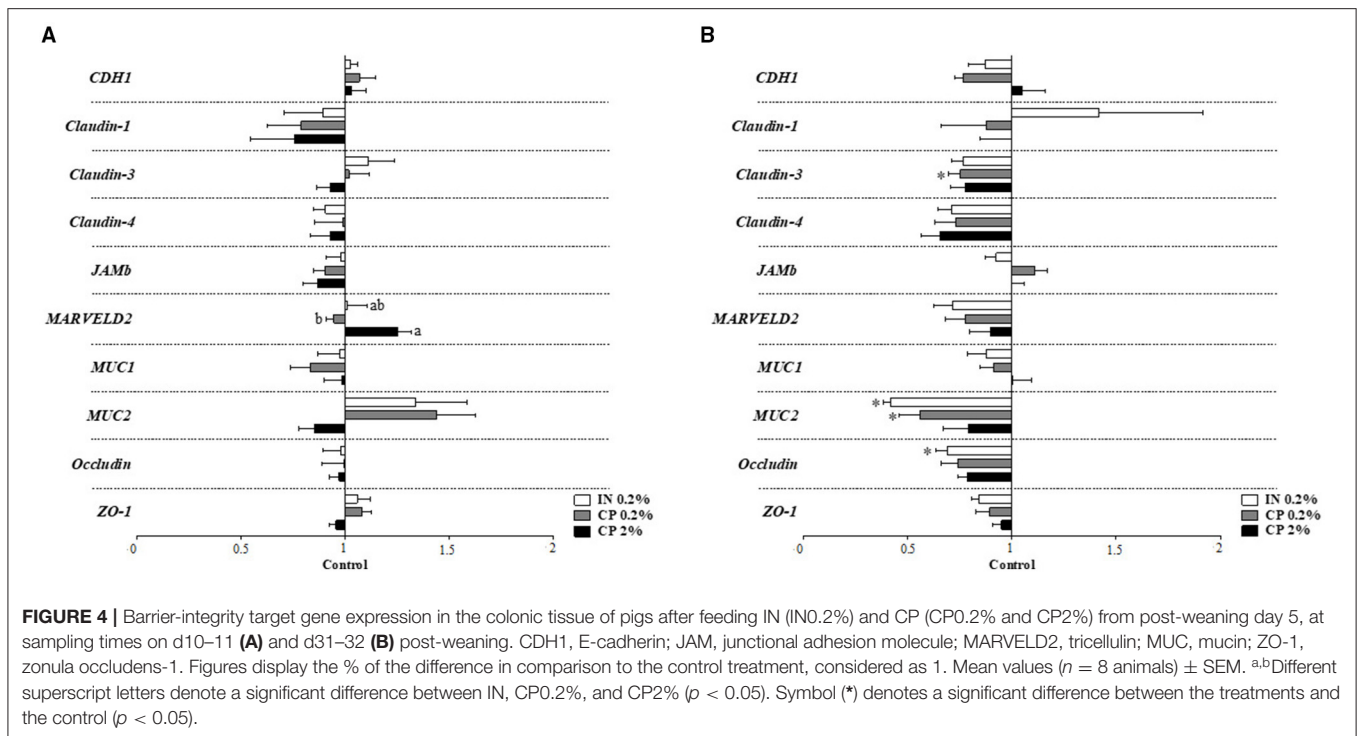 A
B
CDH1
CDH1
Claudin-1
Claudin-1
Claudin-3
Claudin-3
*
Claudin-4
Claudin-4
JAMb
JAMb
MARVELD2
ab
b
a
MARVELD2
MUC1
MUC1
MUC2
MUC2
*
*
Occludin
Occludin
*
ZO-1
ZO-1
IN 0.2%
CP 0.2%
CP 2%
IN 0.2%
CP 0.2%
CP 2%
0 0.5 1 1.5 2
Control
0 0.5 1 1.5 2
Control
FIGURE 4 | Barrier-integrity target gene expression in the colonic tissue of pigs after feeding IN (IN0.2%) and CP (CP0.2% and CP2%) from post-weaning day 5, at
sampling times on d10–11 (A) and d31–32 (B) post-weaning. CDH1, E-cadherin; JAM, junctional adhesion molecule; MARVELD2, tricellulin; MUC, mucin; ZO-1,
zonula occludens-1. Figures display the % of the difference in comparison to the control treatment, considered as 1. Mean values (n = 8 animals) ± SEM. a,bDifferent
superscript letters denote a significant difference between IN, CP0.2%, and CP2% (p < 0.05). Symbol (*) denotes a significant difference between the treatments and
the control (p < 0.05).